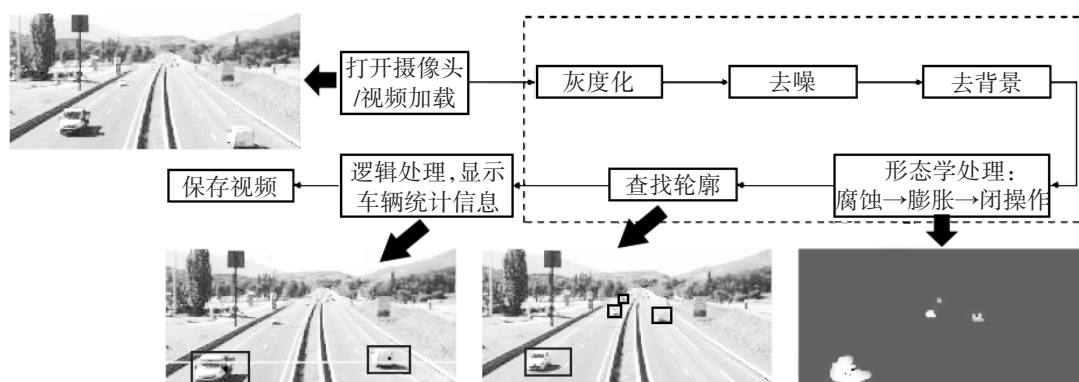 打开摄像头
/视频加载
灰度化
去噪
去背景
形态学处理:
腐蚀→膨胀→闭操作
查找轮廓
逻辑处理,显示
车辆统计信息
保存视频